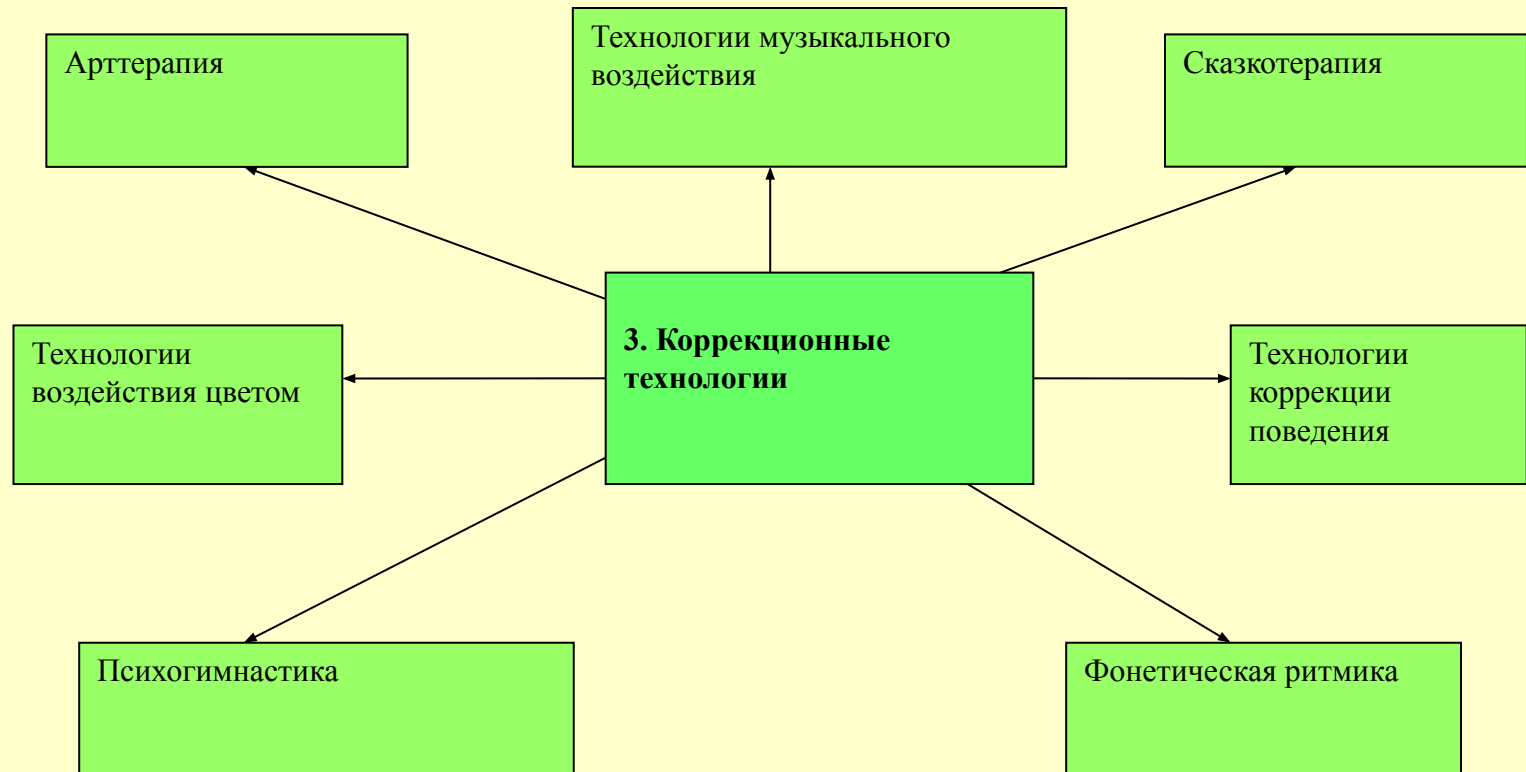 Арттерапия
Технологии музыкального
воздействия
Сказкотерапия
Технологии
воздействия цветом
3. Коррекционные
технологии
Технологии
коррекции
поведения
Психогимнастика
Фонетическая ритмика